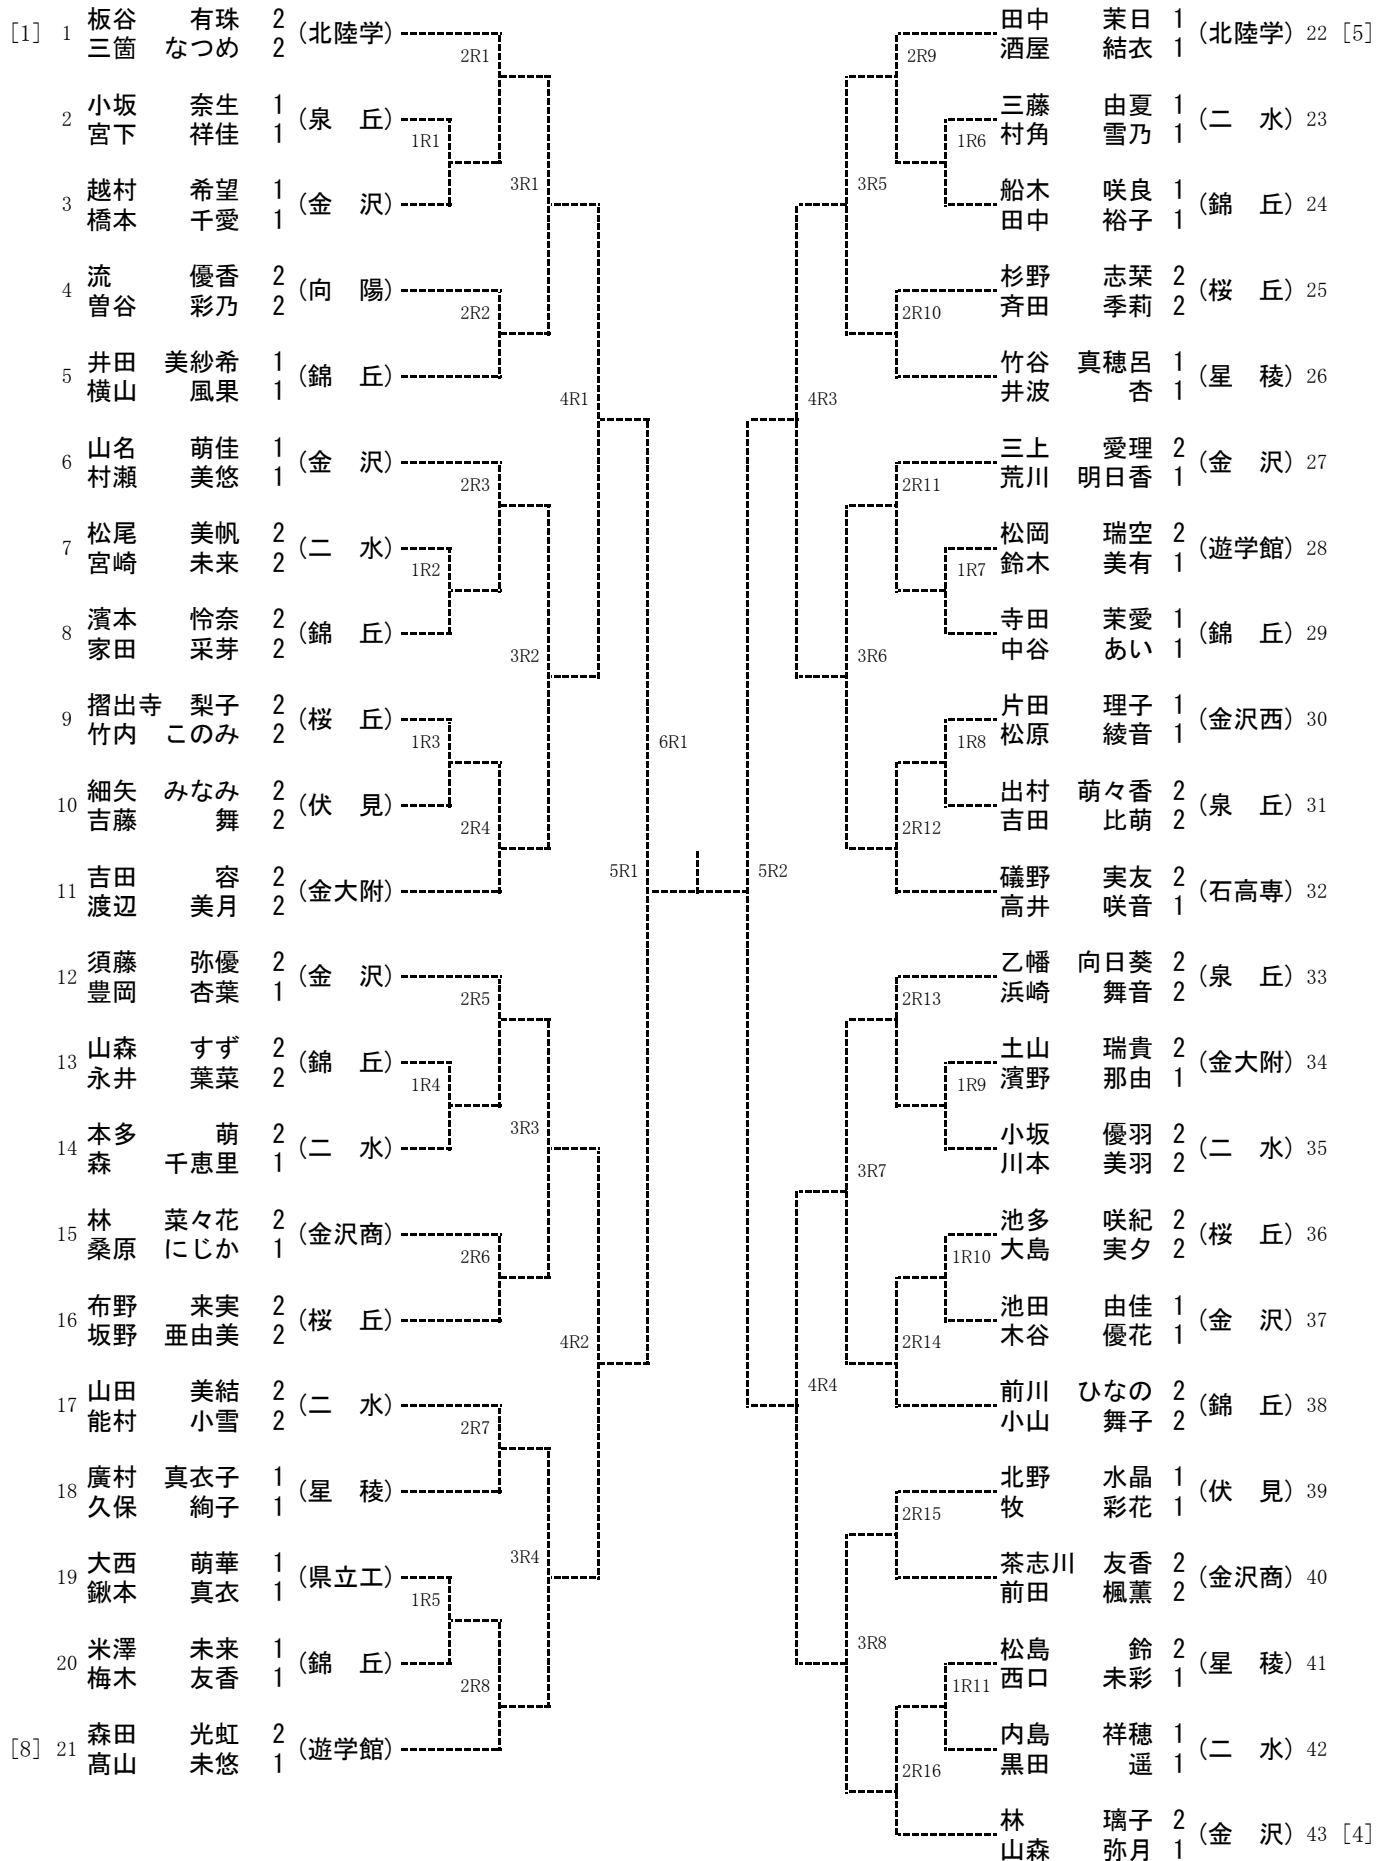 [1] 1 板谷 有珠 2 (北陸学)
三箇 なつめ 2
2R1
2 小坂 奈生 1 (泉 丘)
宮下 祥佳 1
1R1
3R1
3 越村 希望 1 (金 沢)
橋本 千愛 1
4 流 優香 2 (向 陽)
曽谷 彩乃 2
2R2
5 井田 美紗希 1 (錦 丘)
横山 風果 1
4R1
6 山名 萌佳 1 (金 沢)
村瀬 美悠 1
2R3
7 松尾 美帆 2 (二 水)
宮崎 未来 2
1R2
8 濱本 怜奈 2 (錦 丘)
家田 采芽 2
3R2
9 摺出寺 梨子 2 (桜 丘)
竹内 このみ 2
1R3
6R1
10 細矢 みなみ 2 (伏 見)
吉藤 舞 2
2R4
5R1
11 吉田 容 2 (金大附)
渡辺 美月 2
12 須藤 弥優 2 (金 沢)
豊岡 杏葉 1
2R5
13 山森 すず 2 (錦 丘)
永井 葉菜 2
1R4
3R3
14 本多 萌 2 (二 水)
森 千恵里 1
15 林 菜々花 2 (金沢商)
桑原 にじか 1
2R6
16 布野 来実 2 (桜 丘)
坂野 亜由美 2
4R2
17 山田 美結 2 (二 水)
能村 小雪 2
2R7
18 廣村 真衣子 1 (星 稜)
久保 絢子 1
3R4
19 大西 萌華 1 (県立工)
鍬本 真衣 1
1R5
20 米澤 未来 1 (錦 丘)
梅木 友香 1
2R8
[8] 21 森田 光虹 2 (遊学館)
髙山 未悠 1
田中 茉日 1 (北陸学) 22 [5]
酒屋 結衣 1
2R9
三藤 由夏 1 (二 水) 23
村角 雪乃 1
1R6
3R5
船木 咲良 1 (錦 丘) 24
田中 裕子 1
杉野 志栞 2 (桜 丘) 25
斉田 季莉 2
2R10
竹谷 真穂呂 1 (星 稜) 26
井波 杏 1
4R3
三上 愛理 2 (金 沢) 27
荒川 明日香 1
2R11
松岡 瑞空 2 (遊学館) 28
鈴木 美有 1
1R7
寺田 茉愛 1 (錦 丘) 29
中谷 あい 1
3R6
片田 理子 1 (金沢西) 30
松原 綾音 1
1R8
出村 萌々香 2 (泉 丘) 31
吉田 比萌 2
2R12
5R2
礒野 実友 2 (石高専) 32
高井 咲音 1
乙幡 向日葵 2 (泉 丘) 33
浜崎 舞音 2
2R13
土山 瑞貴 2 (金大附) 34
濱野 那由 1
1R9
小坂 優羽 2 (二 水) 35
川本 美羽 2
3R7
池多 咲紀 2 (桜 丘) 36
大島 実夕 2
1R10
池田 由佳 1 (金 沢) 37
木谷 優花 1
2R14
4R4
前川 ひなの 2 (錦 丘) 38
小山 舞子 2
北野 水晶 1 (伏 見) 39
牧 彩花 1
2R15
茶志川 友香 2 (金沢商) 40
前田 楓薫 2
3R8
松島 鈴 2 (星 稜) 41
西口 未彩 1
1R11
内島 祥穂 1 (二 水) 42
黒田 遥 1
2R16
林 璃子 2 (金 沢) 43 [4]
山森 弥月 1